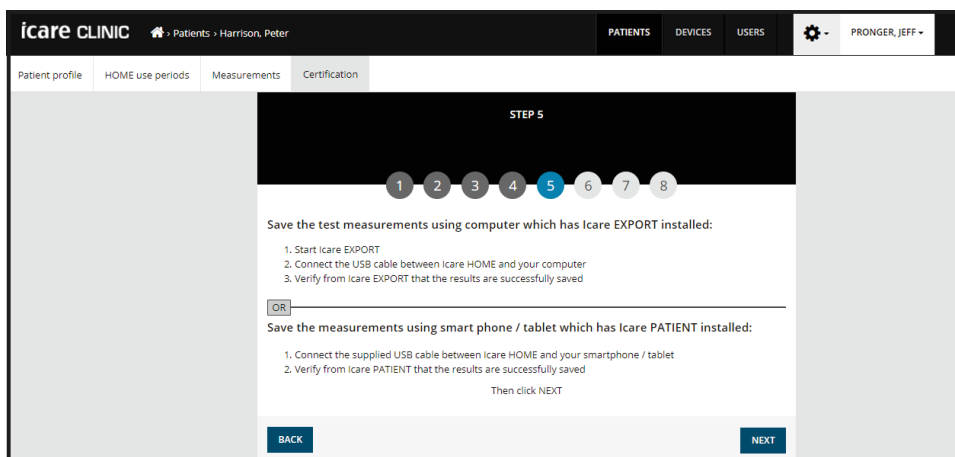 icare CLINIC › Patients › Harrison, Peter PATIENTS DEVICES USERS PRONGER, JEFF
Patient profile HOME use periods Measurements Certification
STEP 5
1 2 3 4 5 6 7 8
Save the test measurements using computer which has Icare EXPORT installed:
1. Start Icare EXPORT
2. Connect the USB cable between Icare HOME and your computer
3. Verify from Icare EXPORT that the results are successfully saved
OR
Save the measurements using smart phone / tablet which has Icare PATIENT installed:
1. Connect the supplied USB cable between Icare HOME and your smartphone / tablet
2. Verify from Icare PATIENT that the results are successfully saved
Then click NEXT
BACK NEXT